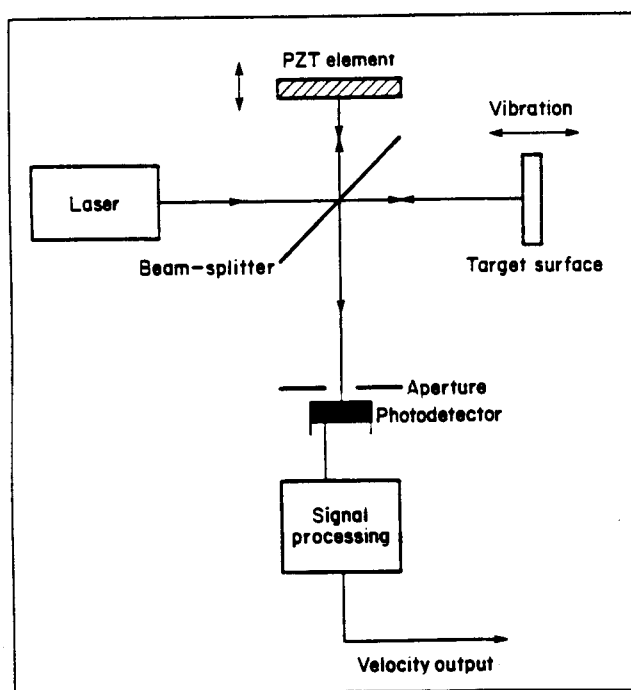 PZT element
Vibration
Laser
Beam-splitter
Target surface
Aperture
Photodetector
Signal
processing
Velocity output